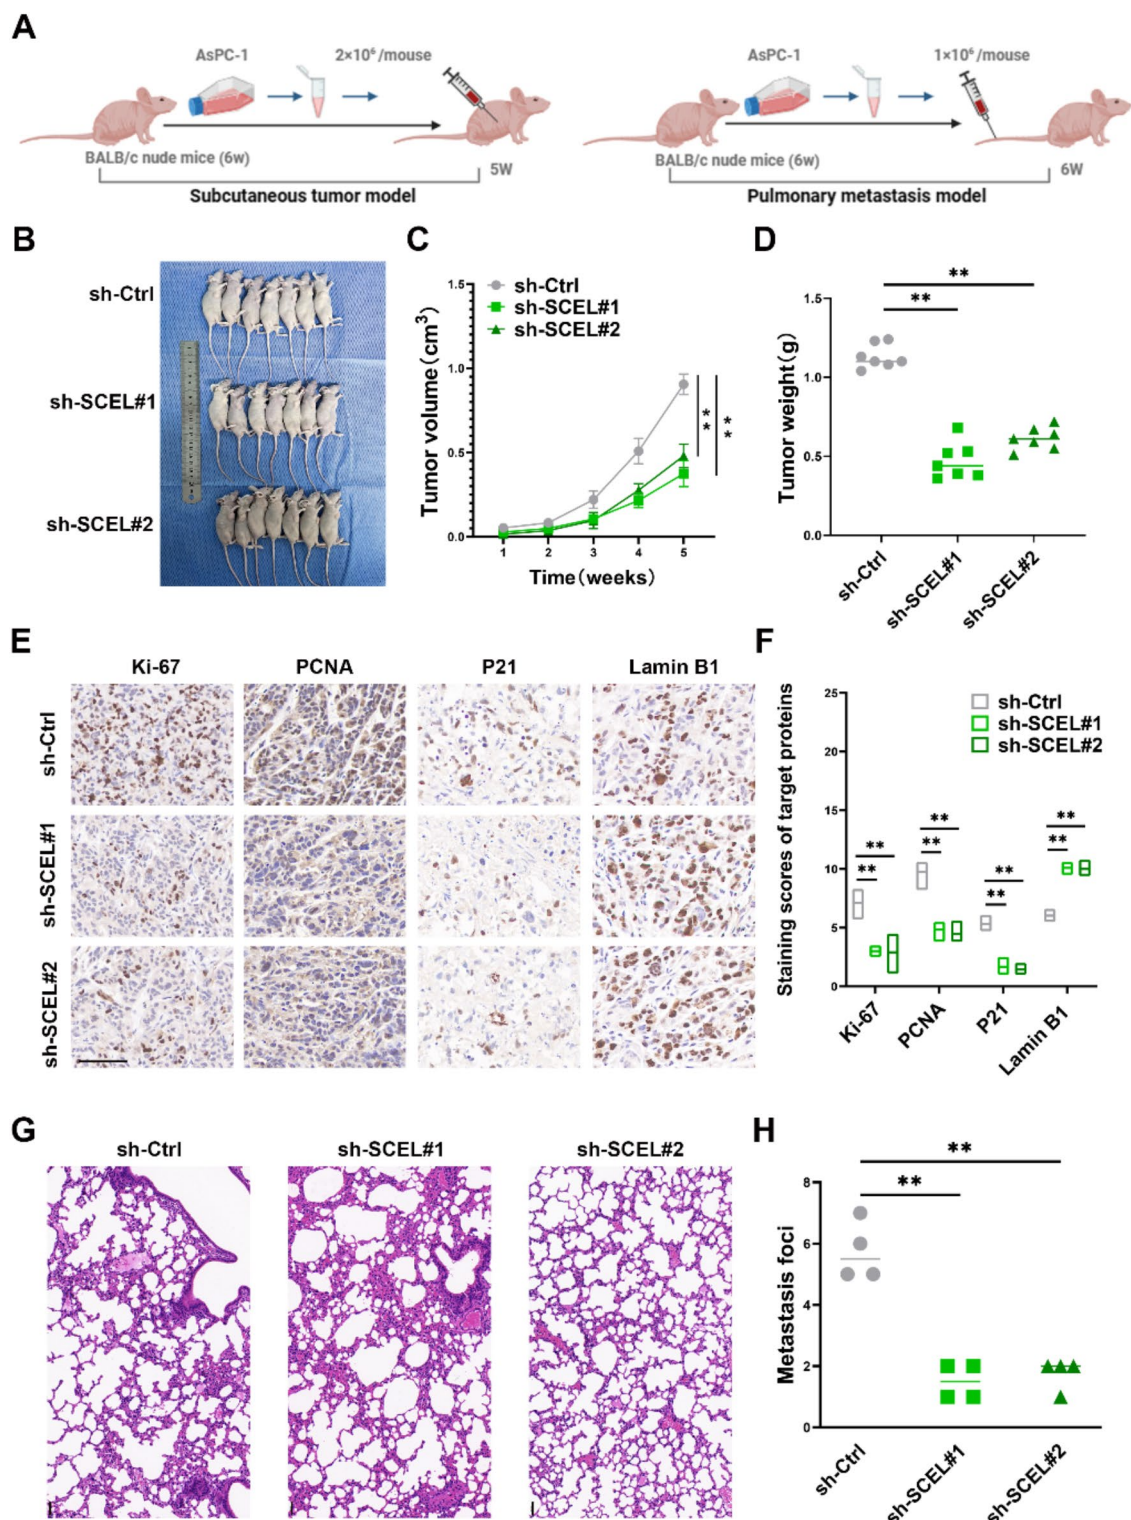 A
AsPC-1 2×10⁶/mouse
BALB/c nude mice (6w)
5W
Subcutaneous tumor model
AsPC-1 1×10⁶/mouse
BALB/c nude mice (6w)
6W
Pulmonary metastasis model
B
sh-Ctrl
sh-SCEL#1
sh-SCEL#2
C
sh-Ctrl
sh-SCEL#1
sh-SCEL#2
Tumor volume(cm³)
1.5
1.0
0.5
0.0
1 2 3 4 5
Time(weeks)
**
**
D
**
**
Tumor weight(g)
1.5
1.0
0.5
0.0
sh-Ctrl
sh-SCEL#1
sh-SCEL#2
E
Ki-67 PCNA P21 Lamin B1
sh-Ctrl
sh-SCEL#1
sh-SCEL#2
F
Staining scores of target proteins
25
20
15
10
5
0
sh-Ctrl
sh-SCEL#1
sh-SCEL#2
**
**
**
**
**
**
**
**
Ki-67
PCNA
P21
Lamin B1
G
sh-Ctrl sh-SCEL#1 sh-SCEL#2
H
**
**
Metastasis foci
8
6
4
2
0
sh-Ctrl
sh-SCEL#1
sh-SCEL#2